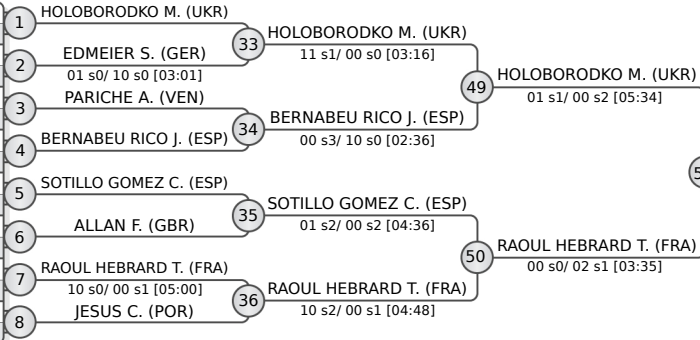 1
HOLOBORODKO M. (UKR)
2
EDMEIER S. (GER)
01 s0/ 10 s0 [03:01]
33
HOLOBORODKO M. (UKR)
11 s1/ 00 s0 [03:16]
3
PARICHE A. (VEN)
4
BERNABEU RICO J. (ESP)
34
BERNABEU RICO J. (ESP)
00 s3/ 10 s0 [02:36]
49
HOLOBORODKO M. (UKR)
01 s1/ 00 s2 [05:34]
5
SOTILLO GOMEZ C. (ESP)
6
ALLAN F. (GBR)
35
SOTILLO GOMEZ C. (ESP)
01 s2/ 00 s2 [04:36]
7
RAOUL HEBRARD T. (FRA)
10 s0/ 00 s1 [05:00]
8
JESUS C. (POR)
36
RAOUL HEBRARD T. (FRA)
10 s2/ 00 s1 [04:48]
50
RAOUL HEBRARD T. (FRA)
00 s0/ 02 s1 [03:35]